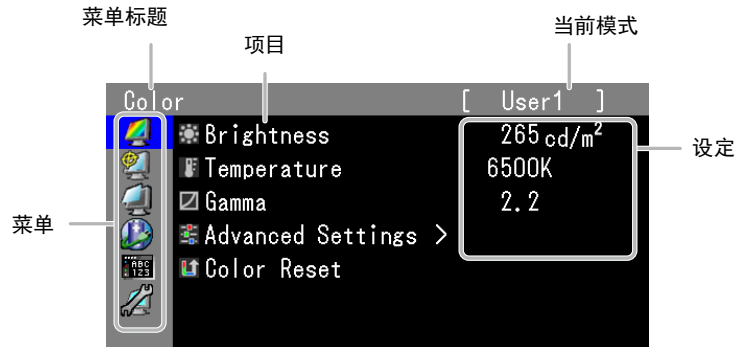 菜单标题
项目
当前模式
Color [ User1 ]
Brightness 265 cd/m²
Temperature 6500K
Gamma 2.2
Advanced Settings >
Color Reset
设定
菜单
ABC
123